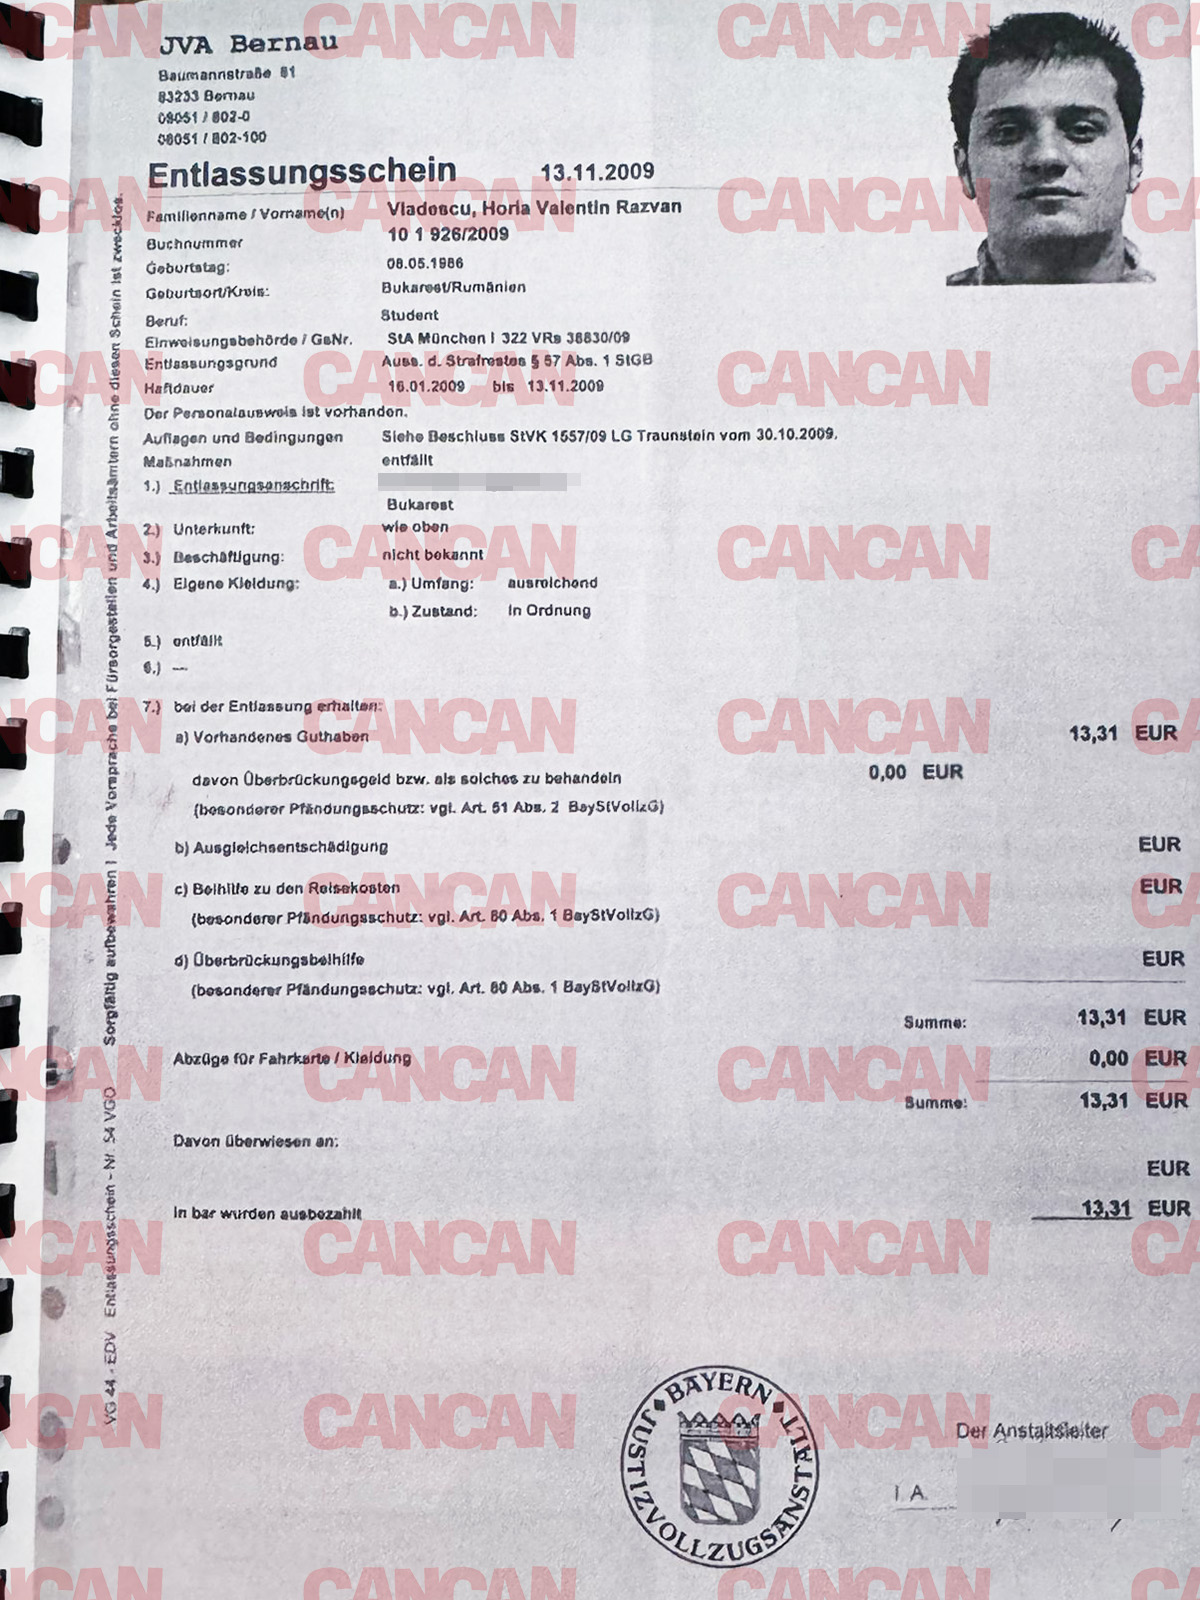 JVA Bernau
Baumannstraße 81
83233 Bernau
08051 / 802-0
08051 / 802-100
Entlassungsschein 13.11.2009
Familienname / Vorname(n) Vladescu, Horia Valentin Razvan
Buchnummer 10 1 926/2009
Geburtstag: 08.05.1986
Geburtsort/Kreis: Bukarest/Rumänien
Beruf: Student
Einweisungsbehörde / GsNr. StA München I 322 VRs 38830/09
Entlassungsgrund Auss. d. Strafrestes § 57 Abs. 1 StGB
Haftdauer 16.01.2009 bis 13.11.2009
Der Personalausweis ist vorhanden.
Auflagen und Bedingungen Siehe Beschluss StVK 1557/09 LG Traunstein vom 30.10.2009.
Maßnahmen entfällt
1.) Entlassungsanschrift:
Bukarest
2.) Unterkunft: wie oben
3.) Beschäftigung: nicht bekannt
4.) Eigene Kleidung: a.) Umfang: ausreichend
b.) Zustand: in Ordnung
5.) entfällt
6.) ---
7.) bei der Entlassung erhalten:
a) Vorhandenes Guthaben 13,31 EUR
davon Überbrückungsgeld bzw. als solches zu behandeln 0,00 EUR
(besonderer Pfändungsschutz: vgl. Art. 51 Abs. 2 BayStVollzG)
b) Ausgleichsentschädigung EUR
c) Beihilfe zu den Reisekosten EUR
(besonderer Pfändungsschutz: vgl. Art. 80 Abs. 1 BayStVollzG)
d) Überbrückungsbeihilfe EUR
(besonderer Pfändungsschutz: vgl. Art. 80 Abs. 1 BayStVollzG)
Summe: 13,31 EUR
Abzüge für Fahrkarte / Kleidung 0,00 EUR
Summe: 13,31 EUR
Davon überwiesen an:
EUR
In bar wurden ausbezahlt 13,31 EUR
Der Anstaltsleiter
I.A.
BAYERN
JUSTIZVOLLZUGSANSTALT
VG 44 - EDV Entlassungsschein - Nr. 54 VGO Sorgfältig aufbewahren ! Jede Vorsprache bei Fürsorgestellen und Arbeitsämtern ohne diesen Schein ist zwecklos.
CANCAN